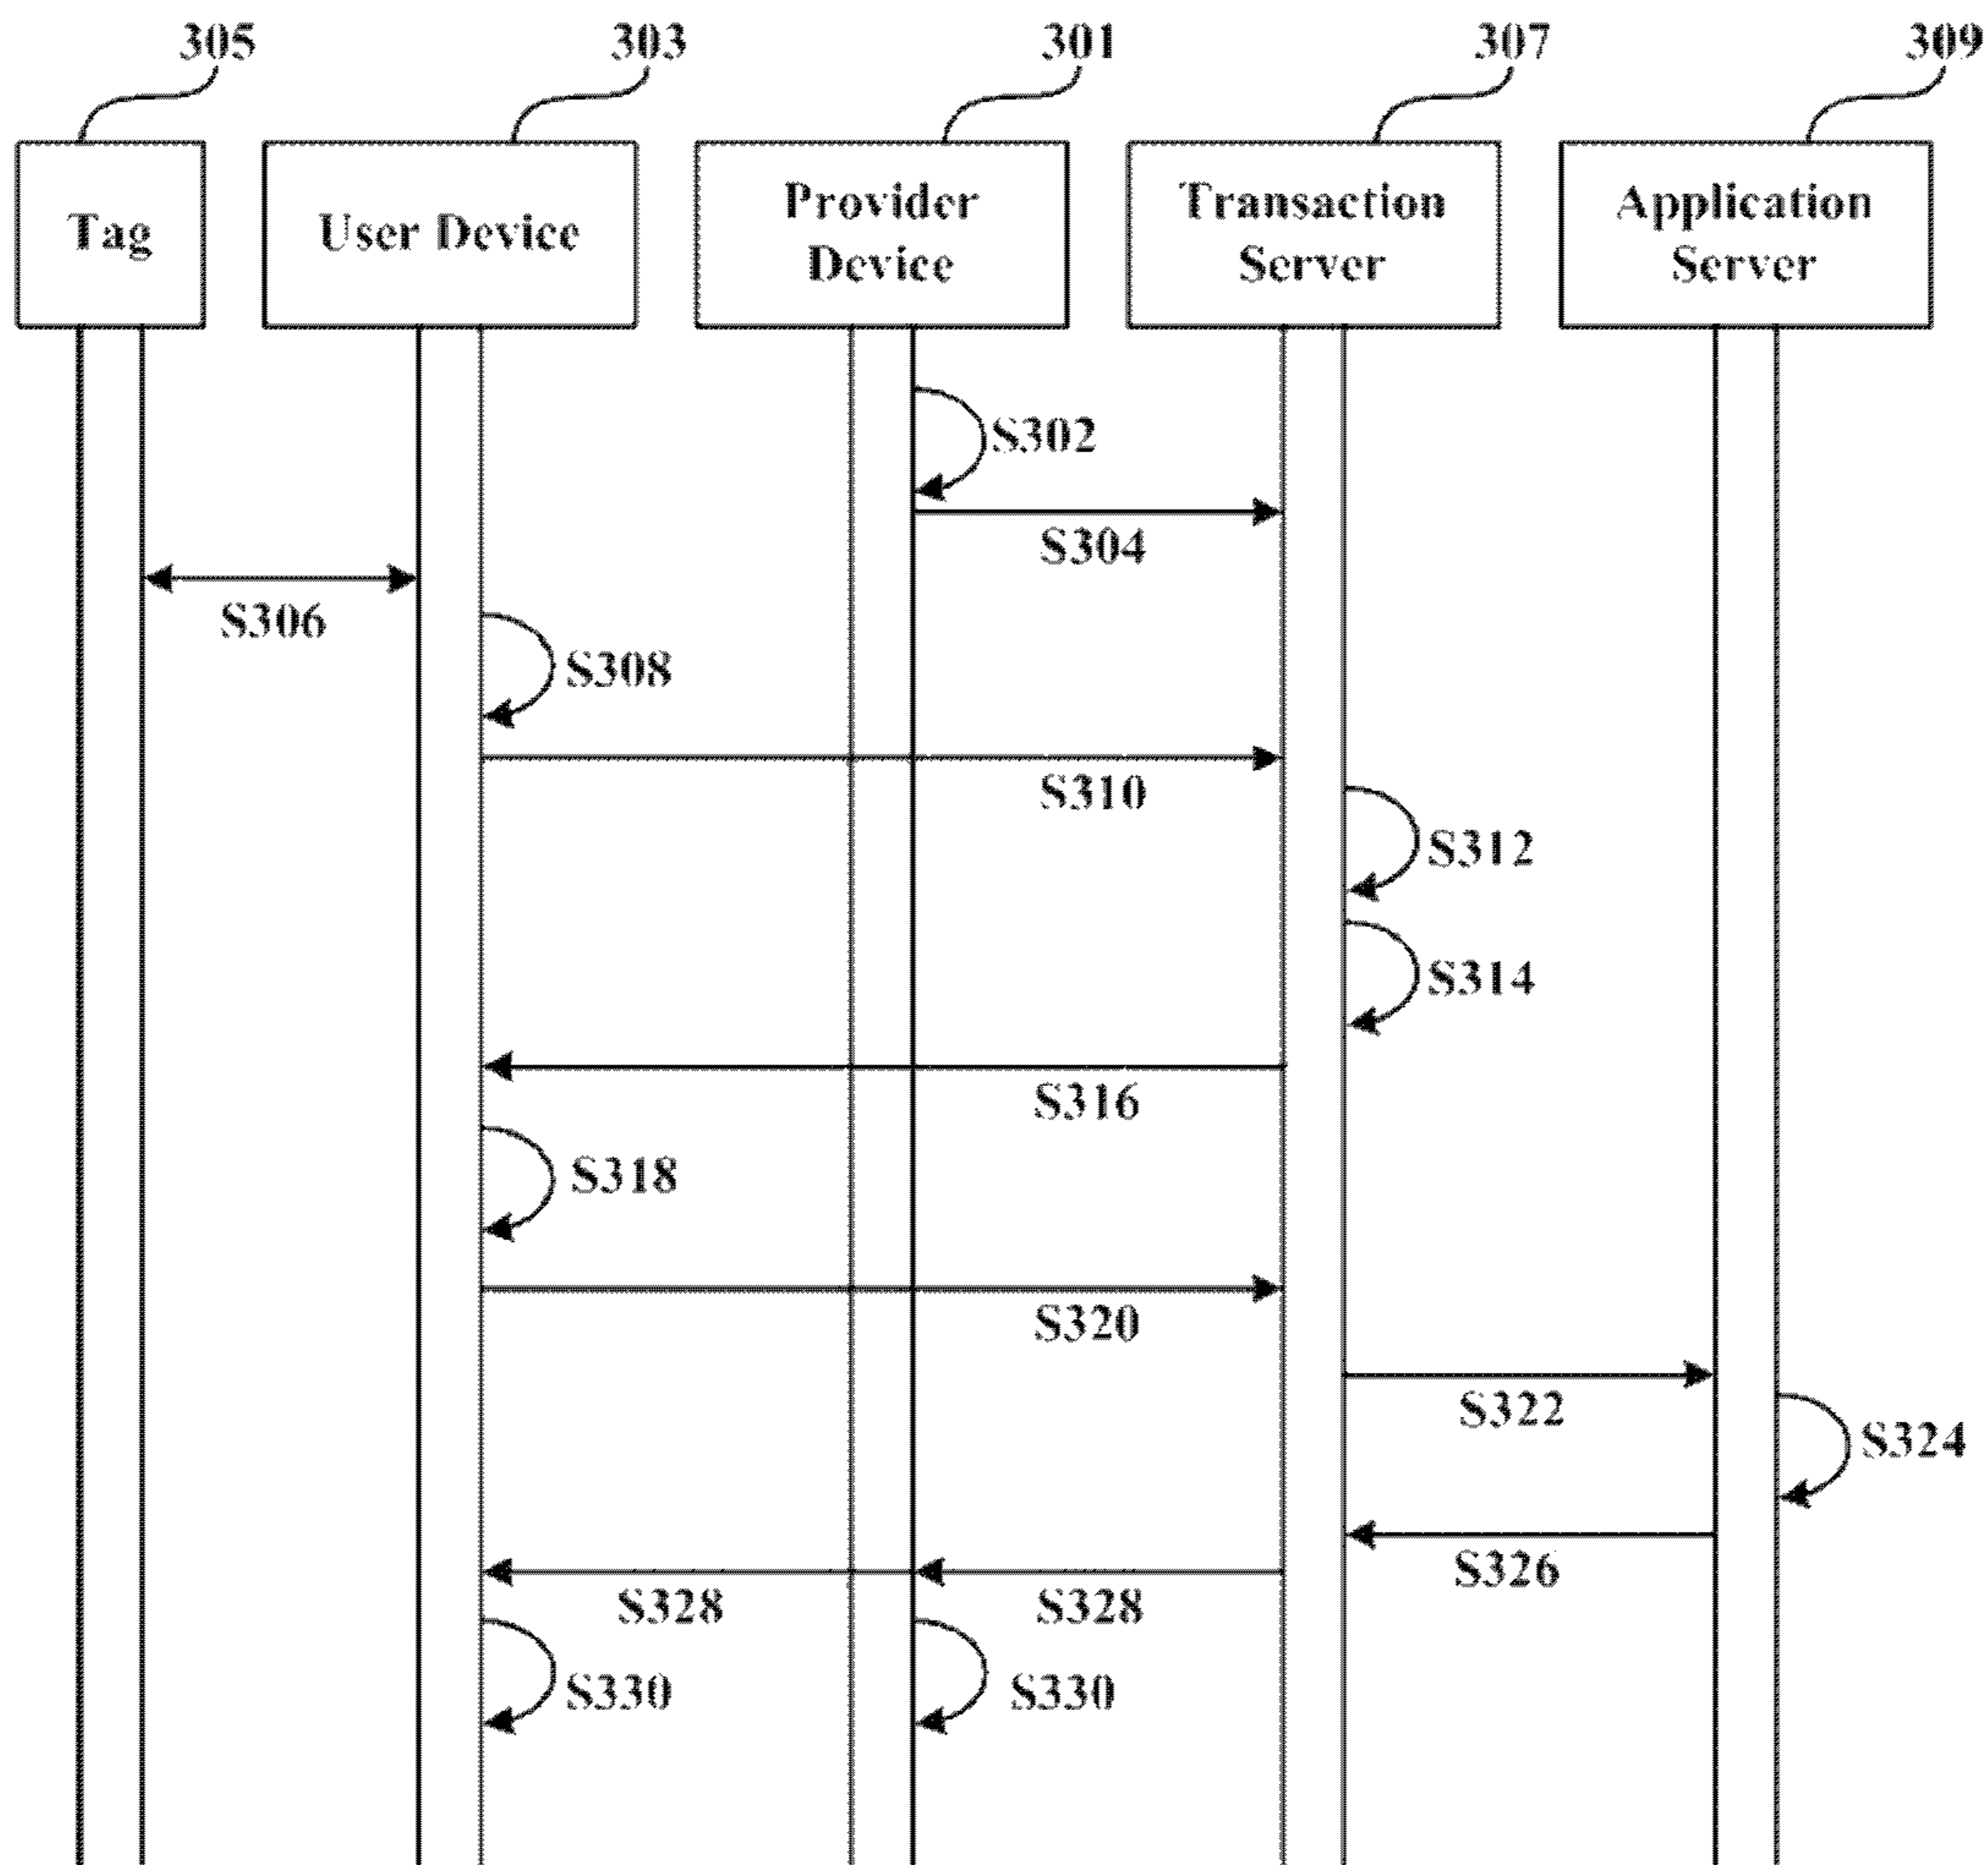 305
303
301
307
309
Tag
User Device
Provider
Device
Transaction
Server
Application
Server
S302
S304
S306
S308
S310
S312
S314
S316
S318
S320
S322
S324
S326
S328
S328
S330
S330